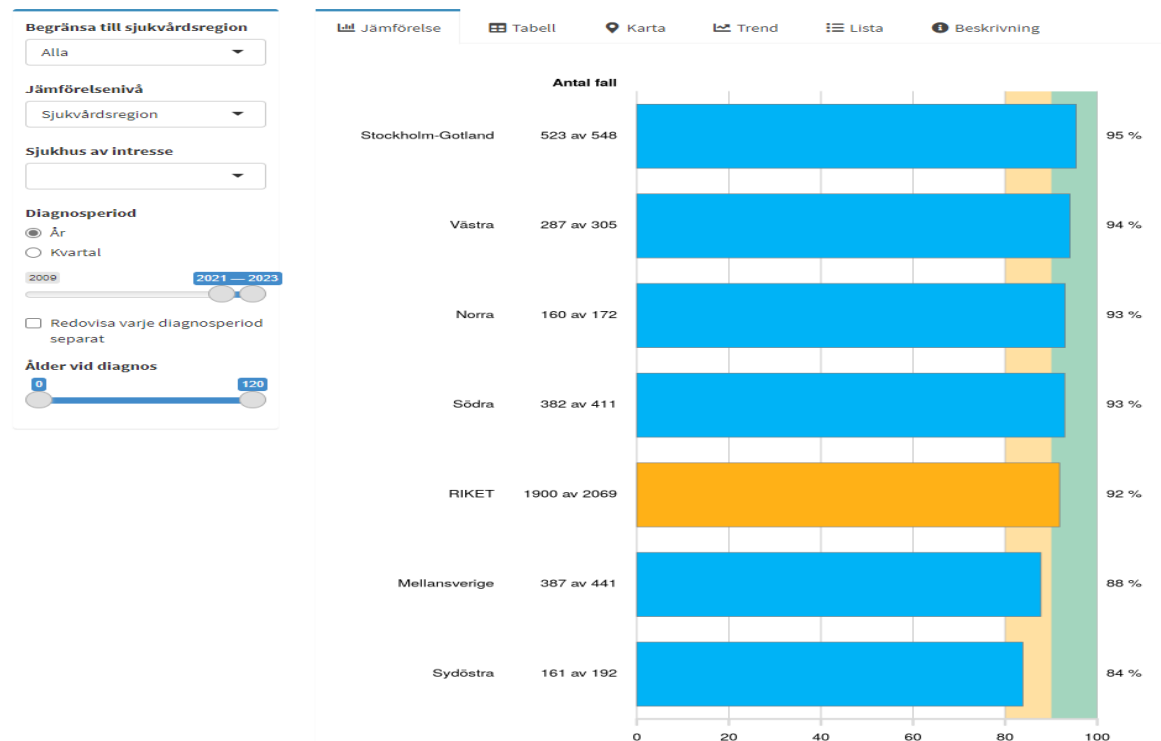 Begränsa till sjukvårdsregion
Alla
Jämförelsenivå
Sjukvårdsregion
Sjukhus av intresse
Diagnosperiod
År
Kvartal
2009
2021 — 2023
Redovisa varje diagnosperiod
separat
Ålder vid diagnos
0
120
Jämförelse Tabell Karta Trend Lista Beskrivning
Antal fall
Stockholm-Gotland 523 av 548 95 %
Västra 287 av 305 94 %
Norra 160 av 172 93 %
Södra 382 av 411 93 %
RIKET 1900 av 2069 92 %
Mellansverige 387 av 441 88 %
Sydöstra 161 av 192 84 %
0 20 40 60 80 100